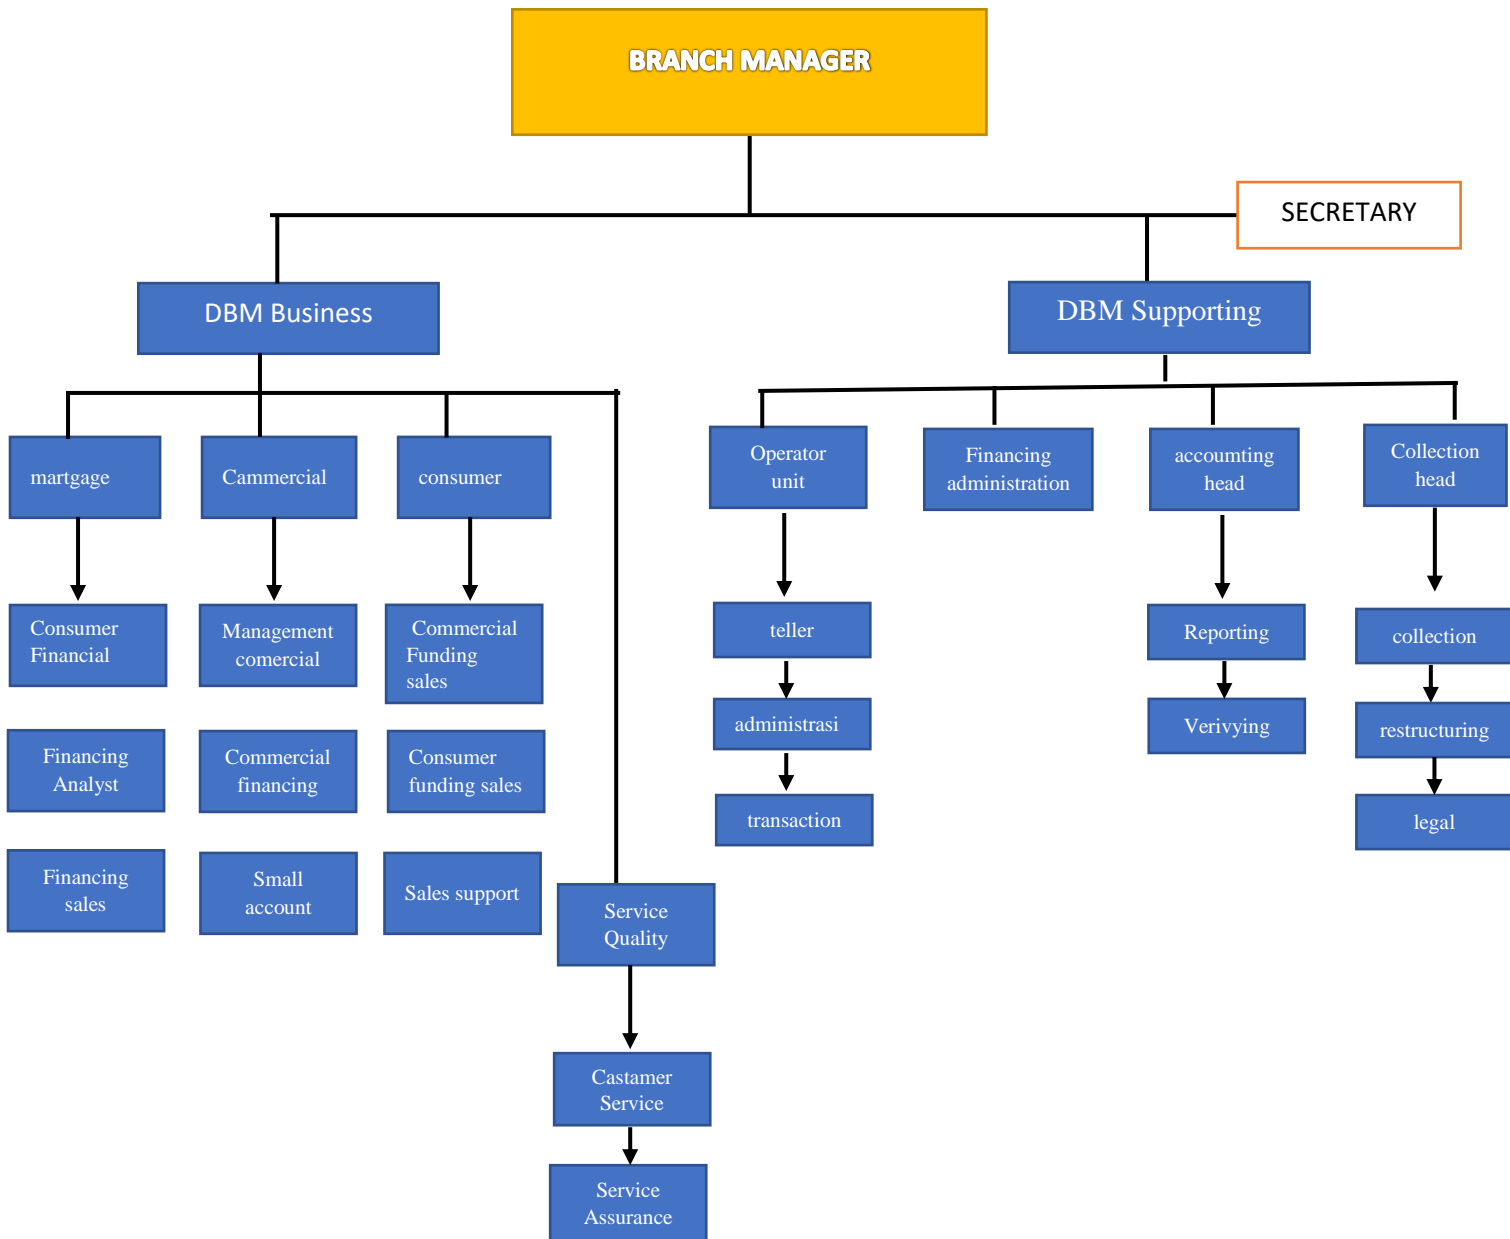 BRANCH MANAGER
SECRETARY
DBM Business
DBM Supporting
martgage
Cammercial
consumer
Operator
unit
Financing
administration
accoumting
head
Collection
head
Consumer
Financial
Management
comercial
Commercial
Funding
sales
teller
Reporting
collection
administrasi
Verivying
restructuring
Financing
Analyst
Commercial
financing
Consumer
funding sales
transaction
legal
Financing
sales
Small
account
Sales support
Service
Quality
Castamer
Service
Service
Assurance